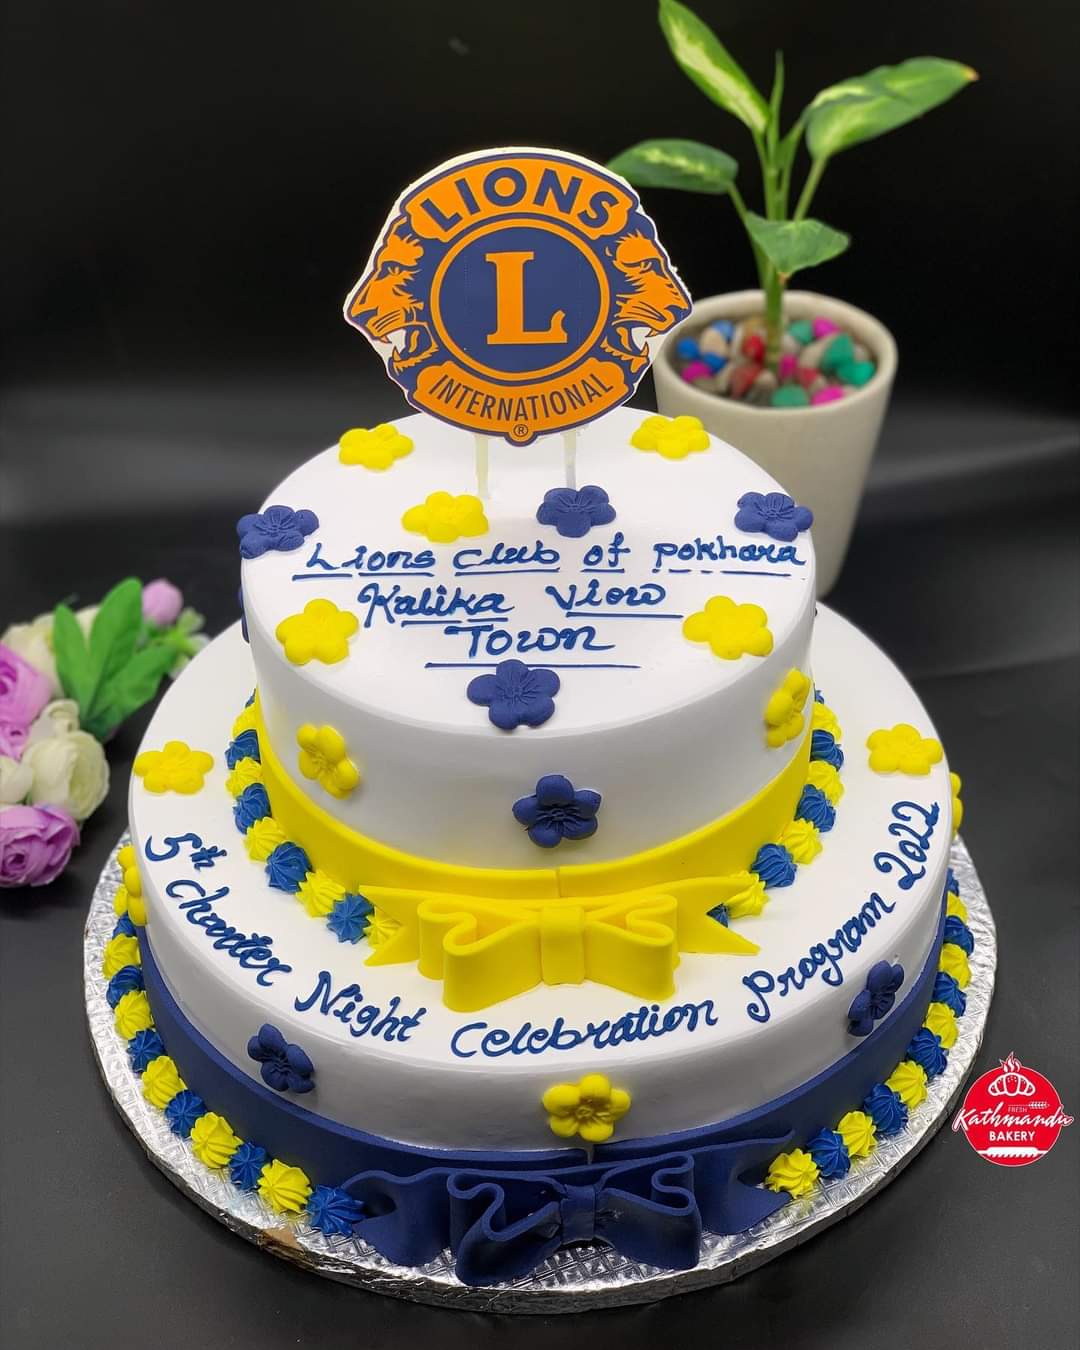 LIONS
L
INTERNATIONAL
®
Lions club of pokhara
Kalika View
Town
5th charter Night Celebration Program 2022
FRESH
Kathmandu
BAKERY